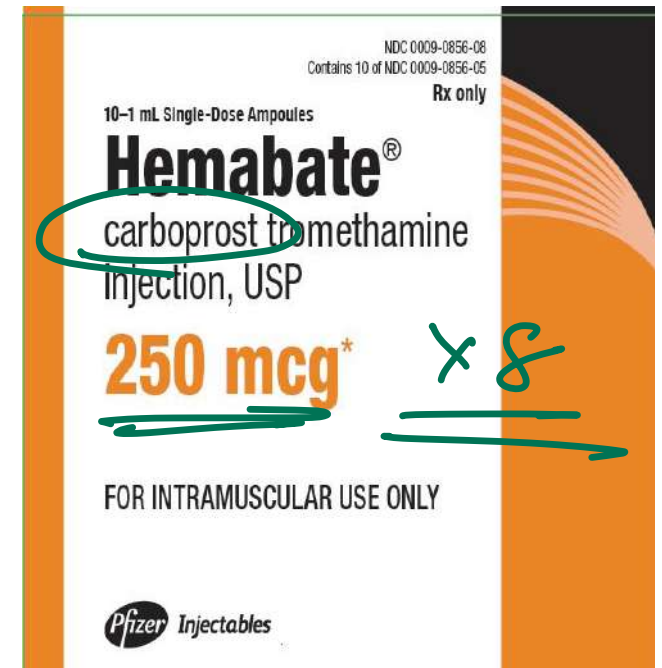 NDC 0009-0856-08
Contains 10 of NDC 0009-0856-05
Rx only
10–1 mL Single-Dose Ampoules
Hemabate®
carboprost tromethamine
injection, USP
250 mcg*
×8
FOR INTRAMUSCULAR USE ONLY
Pfizer Injectables